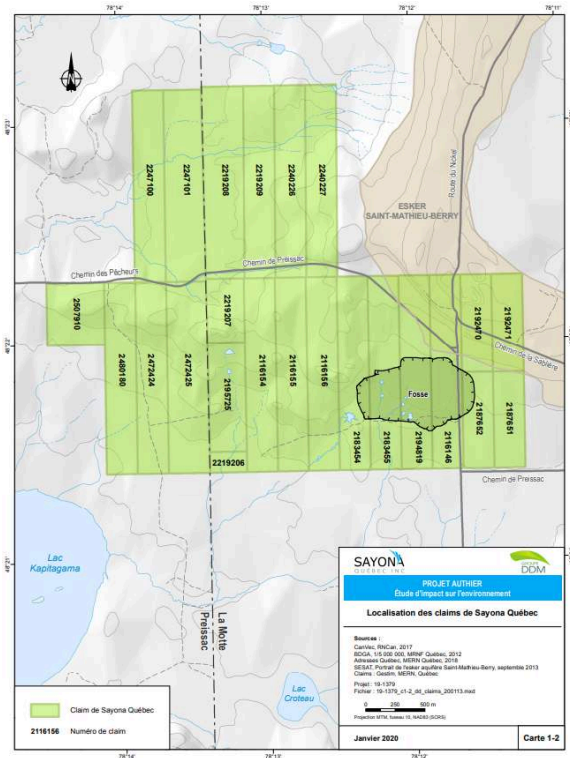 78°14'
78°13'
78°12'
2247100
2247101
2219208
2219209
2240226
2240227
Route du Nickel
ESKER
SAINT-MATHIEU-BERRY
Chemin des Pêcheurs
Chemin de Preissac
2507910
2219207
2192470
2192471
Chemin de la Sablière
48°22'
48°22'
2480180
2472424
2472425
2195725
2116154
2116155
2116156
Fosse
2183454
2183455
2194819
2116146
2187652
2187651
2219206
Chemin de Preissac
Lac
Kapitagama
La Motte
Preissac
Lac
Croteau
SAYONA
QUÉBEC INC
GROUPE
DDM
PROJET AUTHIER
Étude d'impact sur l'environnement
Localisation des claims de Sayona Québec
Sources :
CanVec, RNCan, 2017
BDGA, 1/5 000 000, MRNF Québec, 2012
Adresses Québec, MERN Québec, 2018
SESAT, Portrait de l'esker aquifère Saint-Mathieu-Berry, septembre 2013
Claims : Gestim, MERN, Québec
Projet : 19-1379
Fichier : 19-1379_c1-2_dd_claims_200113.mxd
0 250 500 m
Projection MTM, fuseau 10, NAD83 (SCRS)
Janvier 2020
Carte 1-2
Claim de Sayona Québec
2116156 Numéro de claim
78°14'
78°13'
78°12'